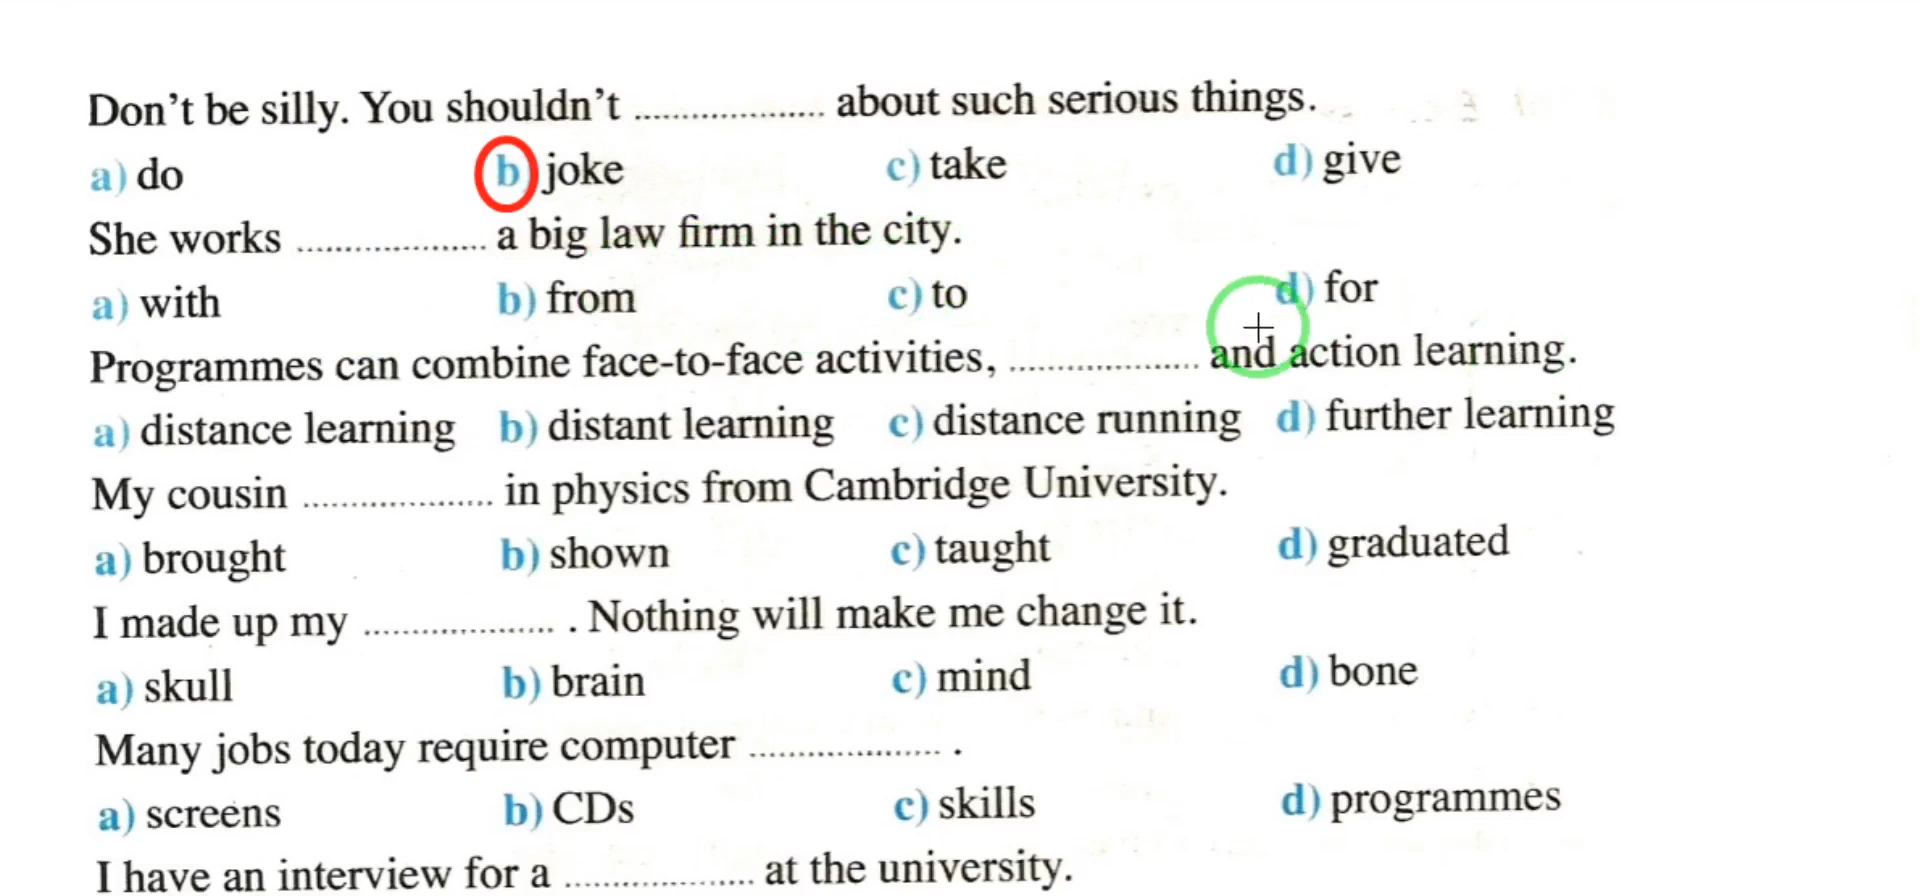 Don't be silly. You shouldn't .................... about such serious things.
a) do b) joke c) take d) give
She works .................... a big law firm in the city.
a) with b) from c) to d) for
Programmes can combine face-to-face activities, .................... and action learning.
a) distance learning b) distant learning c) distance running d) further learning
My cousin .................... in physics from Cambridge University.
a) brought b) shown c) taught d) graduated
I made up my .................... . Nothing will make me change it.
a) skull b) brain c) mind d) bone
Many jobs today require computer .................... .
a) screens b) CDs c) skills d) programmes
I have an interview for a .................... at the university.